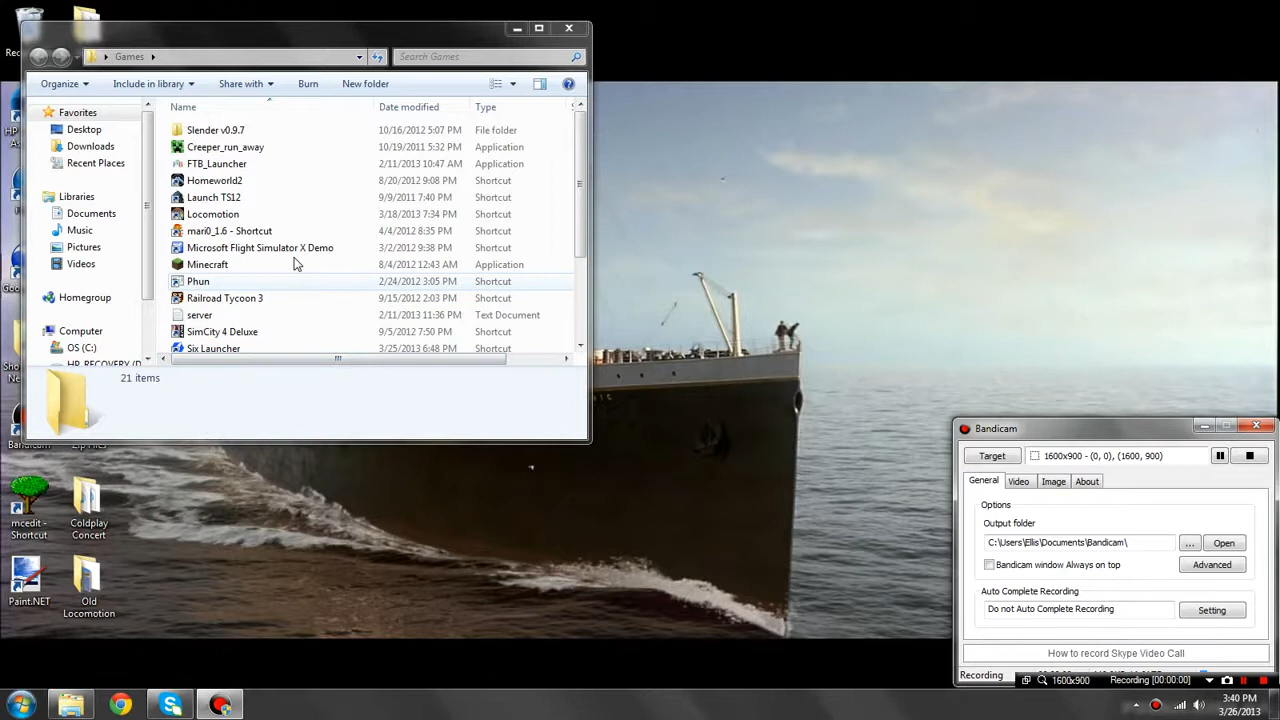 Games
Search Games
Organize
Include in library
Share with
Burn
New folder
Favorites
Desktop
Downloads
Recent Places
Libraries
Documents
Music
Pictures
Videos
Homegroup
Computer
OS (C:)
HP_RECOVERY (D
Name Date modified Type
Slender v0.9.7 10/16/2012 5:07 PM File folder
Creeper_run_away 10/19/2011 5:32 PM Application
FTB_Launcher 2/11/2013 10:47 AM Application
Homeworld2 8/20/2012 9:08 PM Shortcut
Launch TS12 9/9/2011 7:40 PM Shortcut
Locomotion 3/18/2013 7:34 PM Shortcut
mari0_1.6 - Shortcut 4/4/2012 8:35 PM Shortcut
Microsoft Flight Simulator X Demo 3/2/2012 9:38 PM Shortcut
Minecraft 8/4/2012 12:43 AM Application
Phun 2/24/2012 3:05 PM Shortcut
Railroad Tycoon 3 9/15/2012 2:03 PM Shortcut
server 2/11/2013 11:36 PM Text Document
SimCity 4 Deluxe 9/5/2012 7:50 PM Shortcut
Six Launcher 3/25/2013 6:48 PM Shortcut
21 items
mcedit -
Shortcut
Coldplay
Concert
Paint.NET
Old
Locomotion
Bandicam
Target
1600x900 - (0, 0), (1600, 900)
General
Video
Image
About
Options
Output folder
C:\Users\Ellis\Documents\Bandicam\
...
Open
Bandicam window Always on top
Advanced
Auto Complete Recording
Do not Auto Complete Recording
Setting
How to record Skype Video Call
Recording
1600x900
Recording [00:00:00]
3:40 PM
3/26/2013